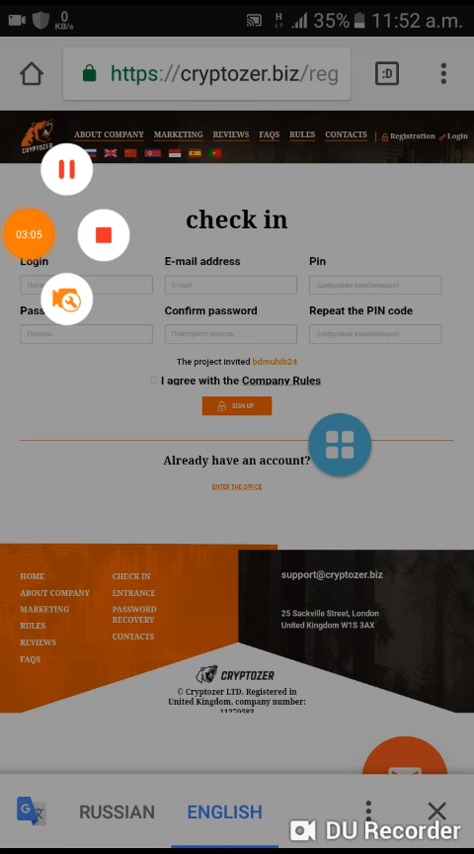 0
KB/s
H
35%
11:52 a.m.
https://cryptozer.biz/reg
:D
CRYPTOZER
ABOUT COMPANY MARKETING REVIEWS FAQS RULES CONTACTS | Registration Login
03:05
check in
Login E-mail address Pin
E-mail (цифровая комбинация)
Pass Confirm password Repeat the PIN code
Пароль Повторите пароль (цифровая комбинация)
The project invited bdmuhib24
I agree with the Company Rules
SIGN UP
Already have an account?
ENTER THE OFFICE
HOME
ABOUT COMPANY
MARKETING
RULES
REVIEWS
FAQS
CHECK IN
ENTRANCE
PASSWORD
RECOVERY
CONTACTS
support@cryptozer.biz
25 Sackville Street, London
United Kingdom W1S 3AX
CRYPTOZER
© Cryptozer LTD. Registered in
United Kingdom, company number:
11270583
RUSSIAN ENGLISH
DU Recorder